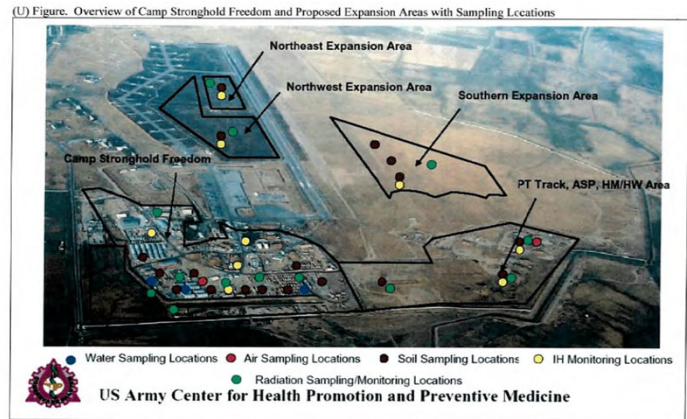 (U) Figure. Overview of Camp Stronghold Freedom and Proposed Expansion Areas with Sampling Locations
Northeast Expansion Area
Northwest Expansion Area
Southern Expansion Area
Camp Stronghold Freedom
PT Track, ASP, HM/HW Area
Water Sampling Locations
Air Sampling Locations
Soil Sampling Locations
IH Monitoring Locations
Radiation Sampling/Monitoring Locations
US Army Center for Health Promotion and Preventive Medicine